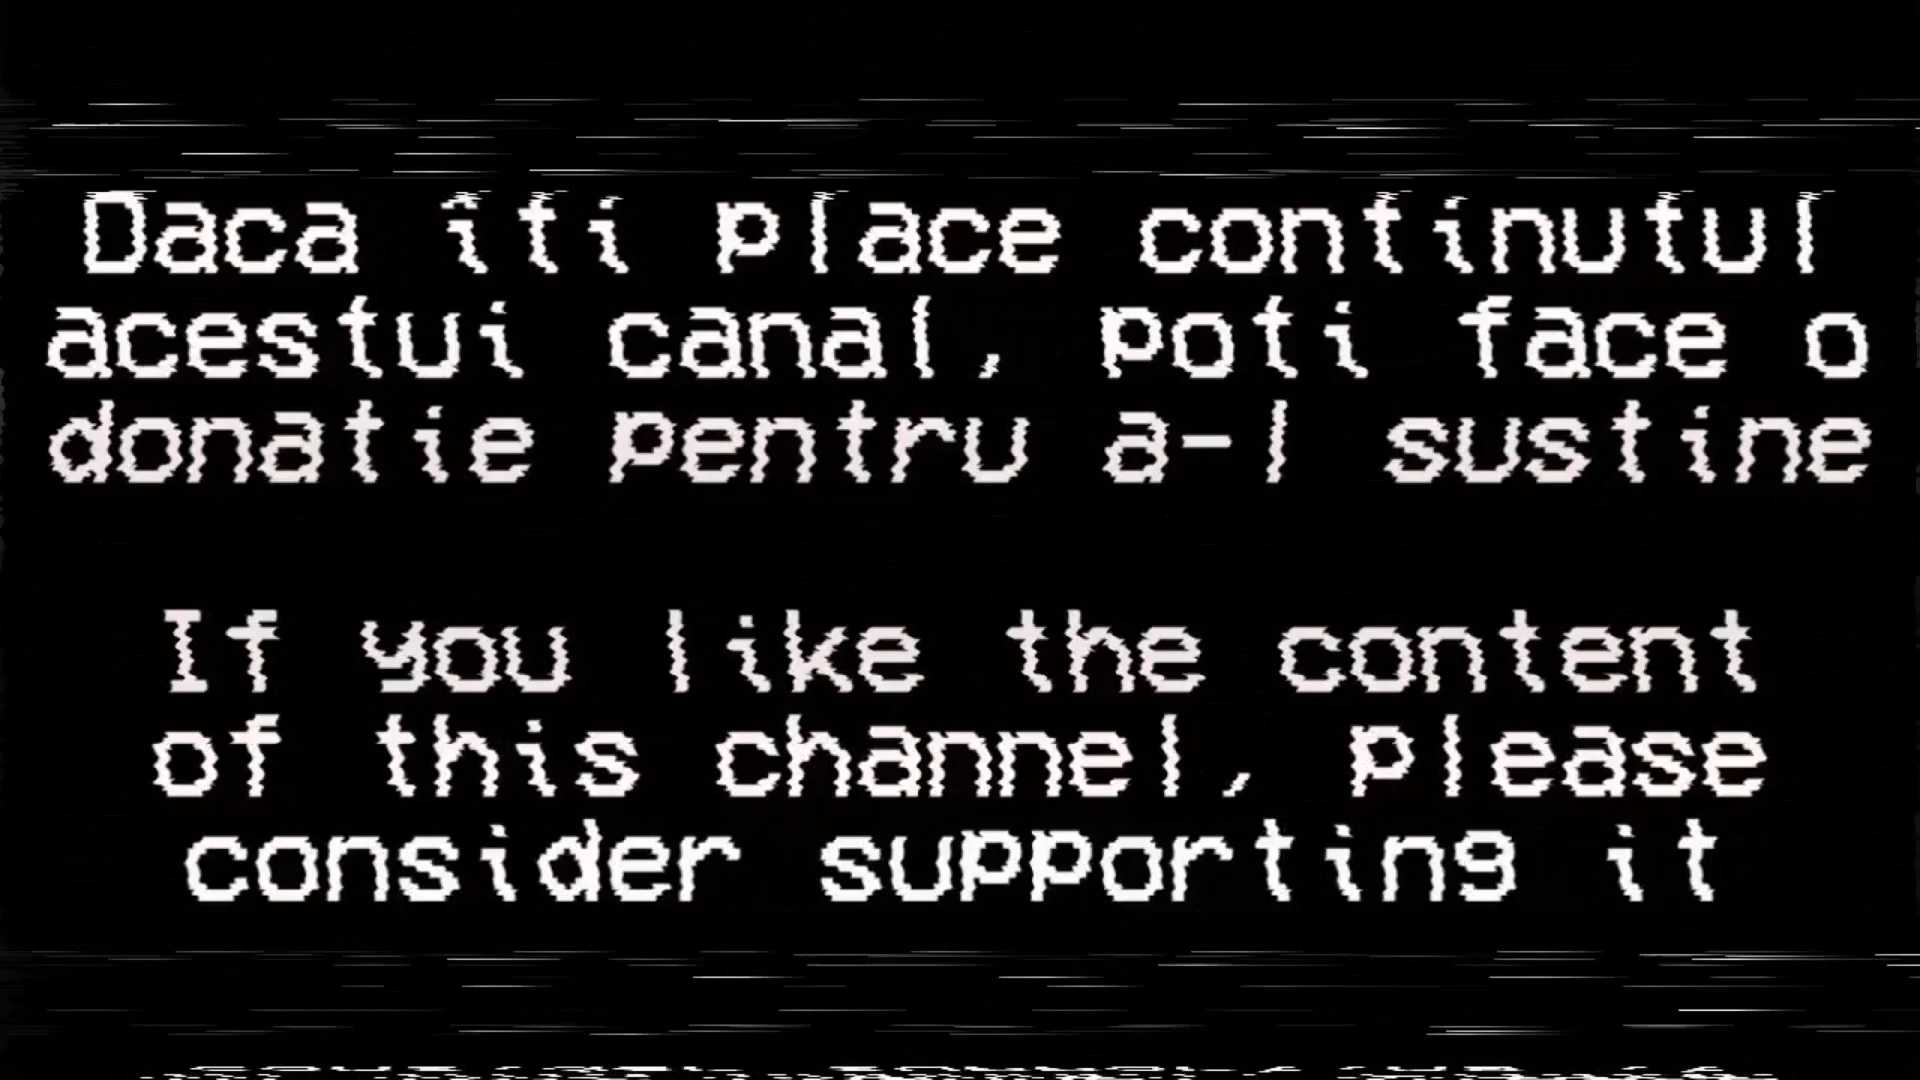 Daca îti place continutul
acestui canal, poti face o
donatie pentru a-l sustine
If you like the content
of this channel, please
consider supporting it